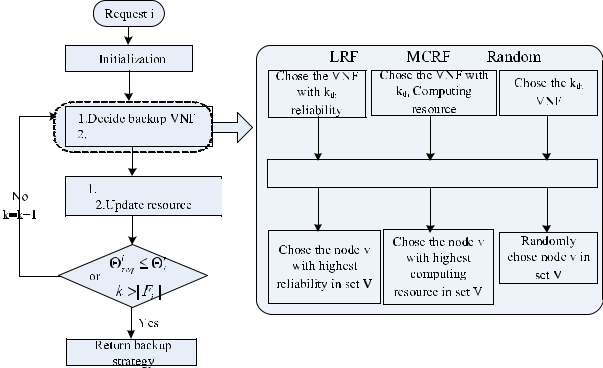 Request i
Initialization
1.Decide backup VNF
2.
1.
2.Update resource
No
k=k+1
or
k >| F_i |
Yes
Return backup
strategy
LRF MCRF Random
Chose the VNF
with k_th
reliability
Chose the VNF with
k_th Computing
resource
Chose the k_th
VNF
Chose the node v
with highest
reliability in set V
Chose the node v
with highest
computing
resource in set V
Randomly
chose node v in
set V